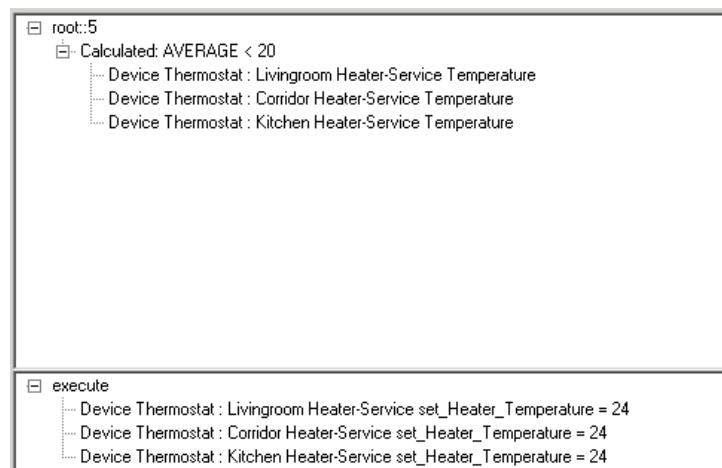 root::5
Calculated: AVERAGE < 20
Device Thermostat : Livingroom Heater-Service Temperature
Device Thermostat : Corridor Heater-Service Temperature
Device Thermostat : Kitchen Heater-Service Temperature
execute
Device Thermostat : Livingroom Heater-Service set_Heater_Temperature = 24
Device Thermostat : Corridor Heater-Service set_Heater_Temperature = 24
Device Thermostat : Kitchen Heater-Service set_Heater_Temperature = 24